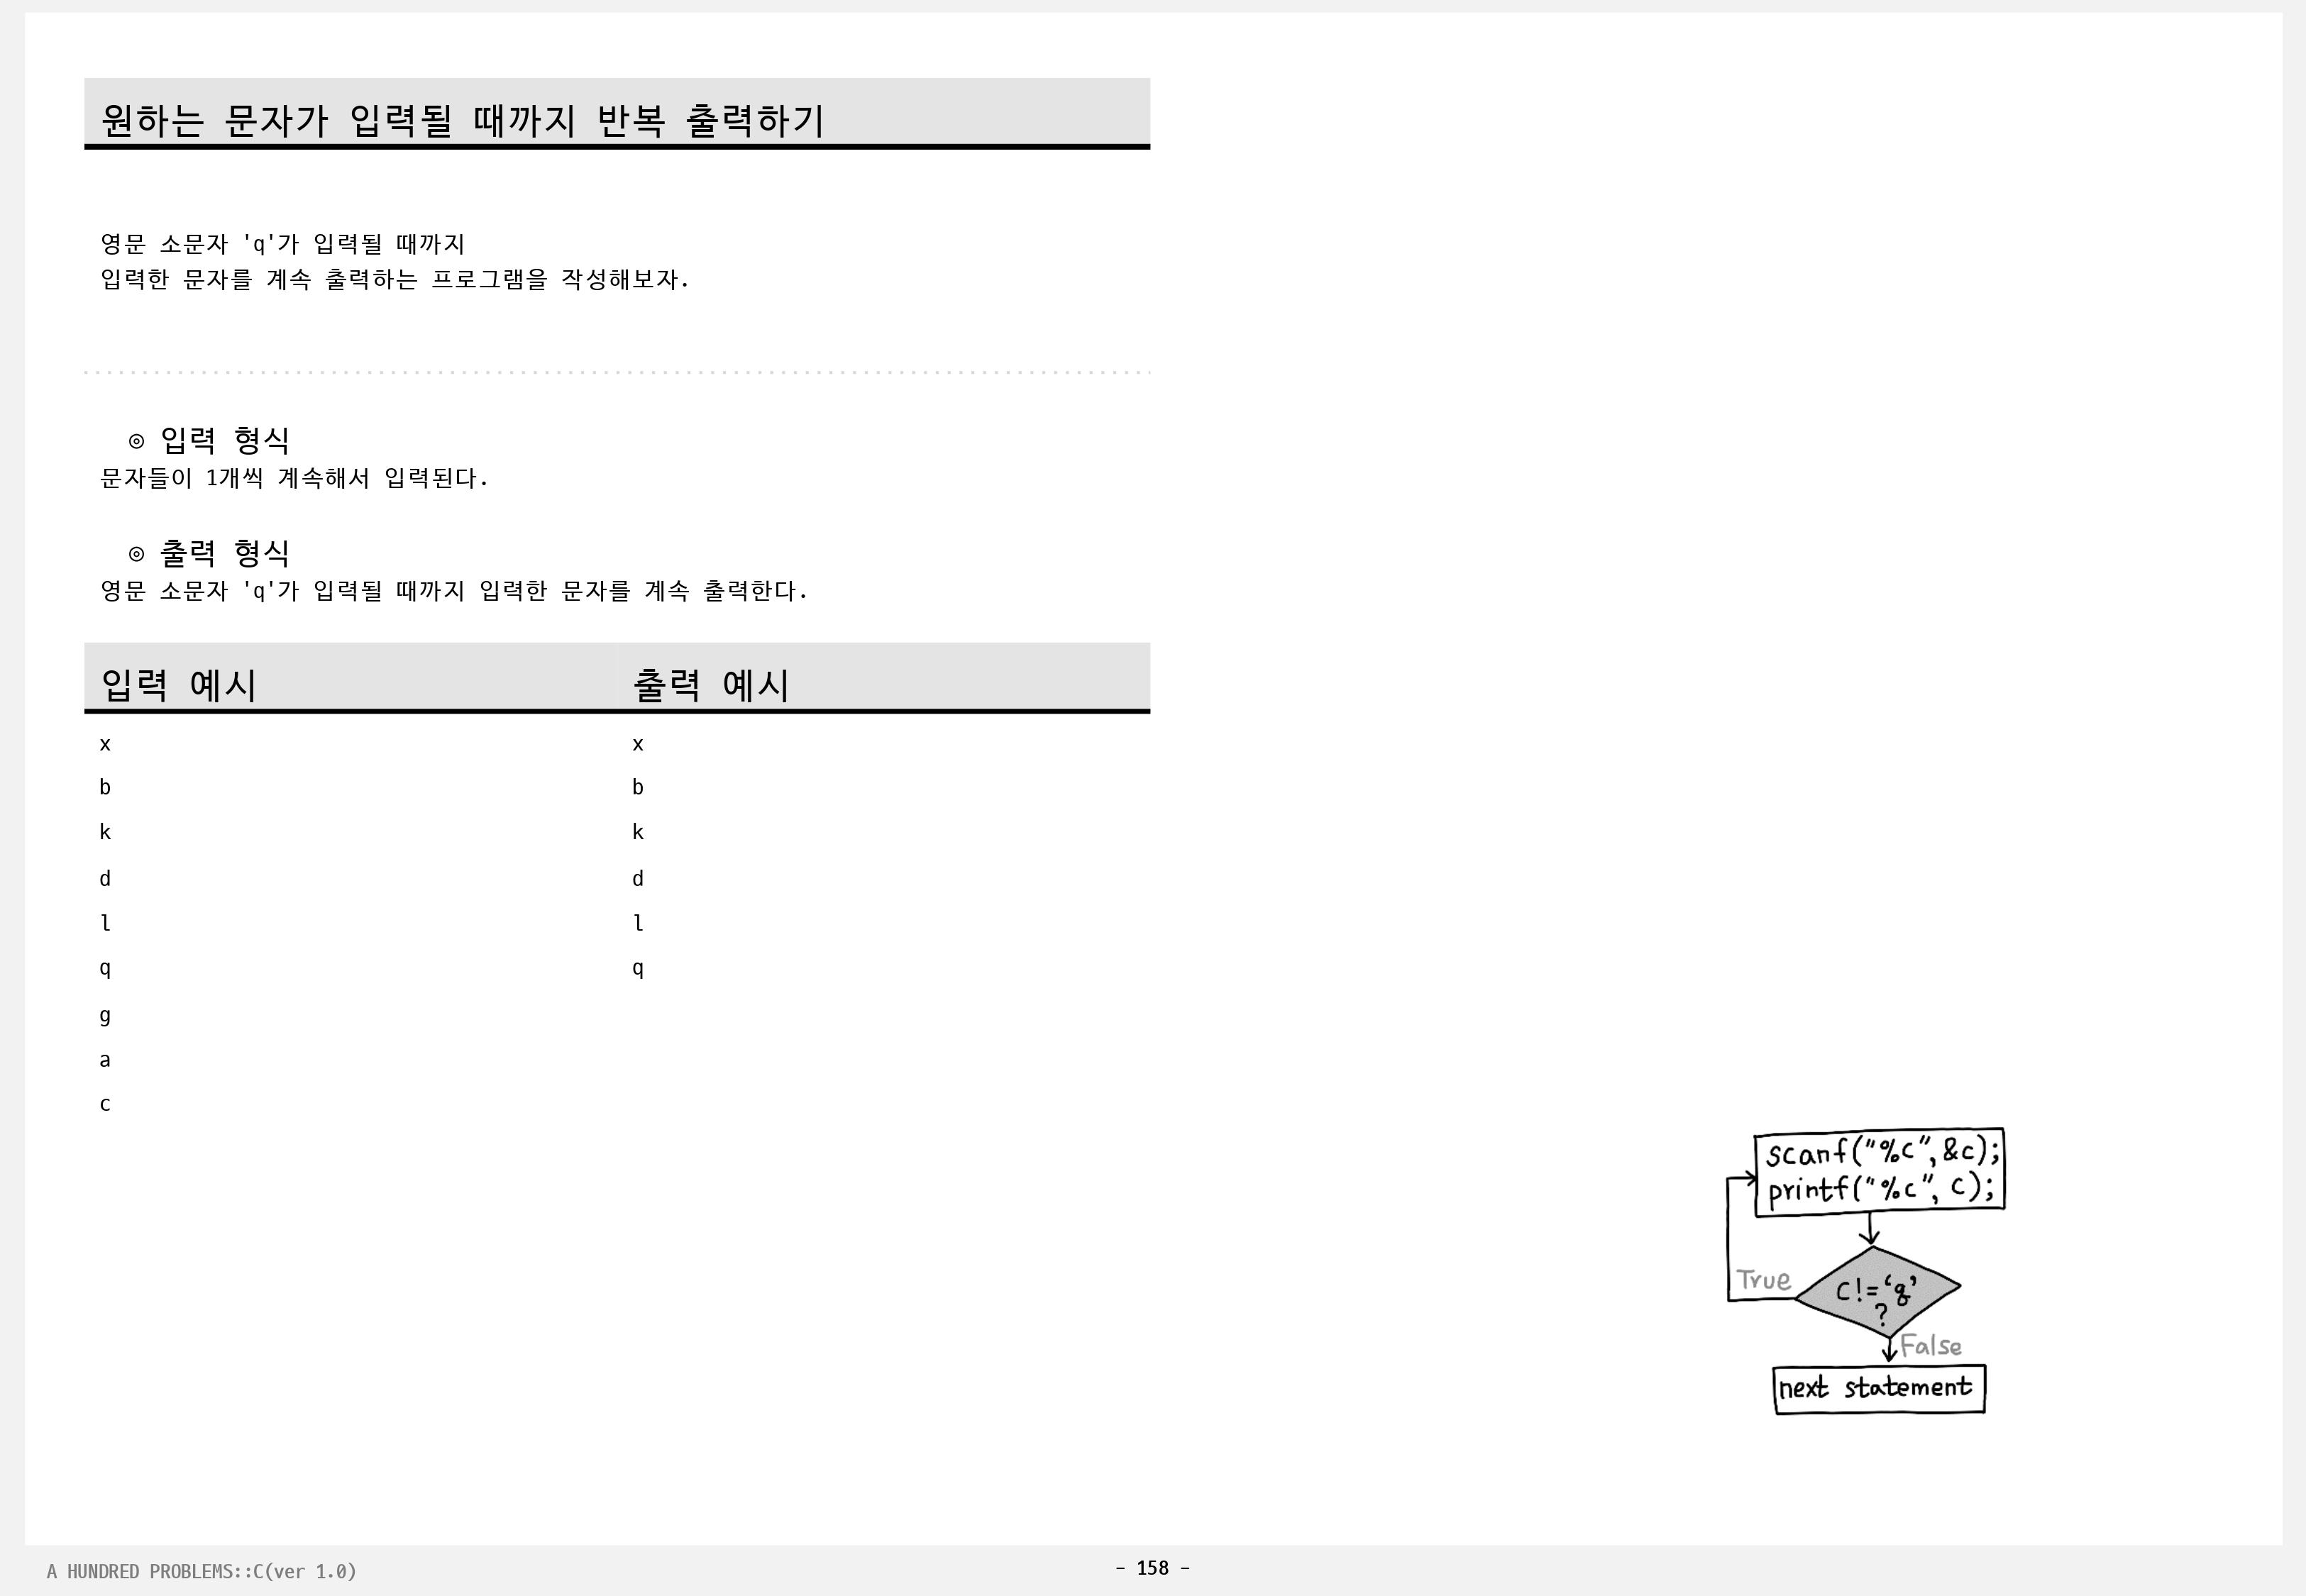 원하는 문자가 입력될 때까지 반복 출력하기
영문 소문자 'q'가 입력될 때까지
입력한 문자를 계속 출력하는 프로그램을 작성해보자.
◎ 입력 형식
문자들이 1개씩 계속해서 입력된다.
◎ 출력 형식
영문 소문자 'q'가 입력될 때까지 입력한 문자를 계속 출력한다.
입력 예시 출력 예시
x x
b b
k k
d d
l l
q q
g
a
c
scanf("%c", &c);
printf("%c", c);
True
c!='q'
?
False
next statement
A HUNDRED PROBLEMS::C(ver 1.0)
- 158 -